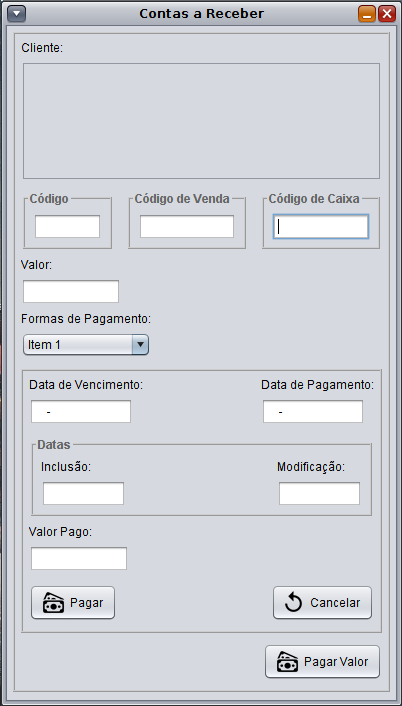 Contas a Receber
Cliente:
Código Código de Venda Código de Caixa
Valor:
Formas de Pagamento:
Item 1
Data de Vencimento: Data de Pagamento:
- -
Datas
Inclusão: Modificação:
Valor Pago:
Pagar Cancelar
Pagar Valor